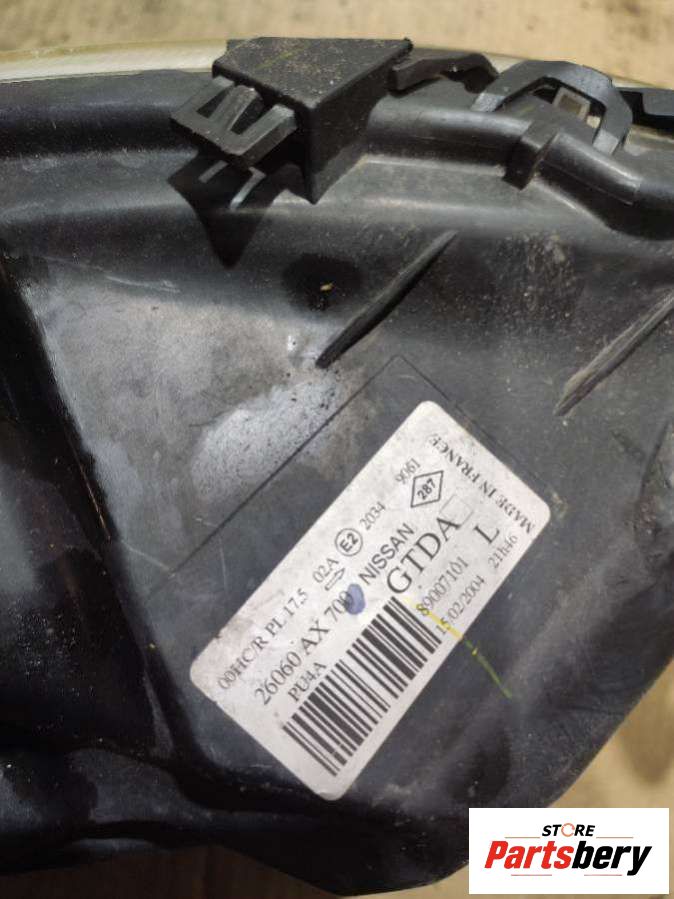 00HC/R PL 17.5 02A E2 2034 9061
287
26060 AX 700 NISSAN
PU4A GTDA
89007101 L
15/02/2004 21h46
MADE IN FRANCE
STORE
Partsbery